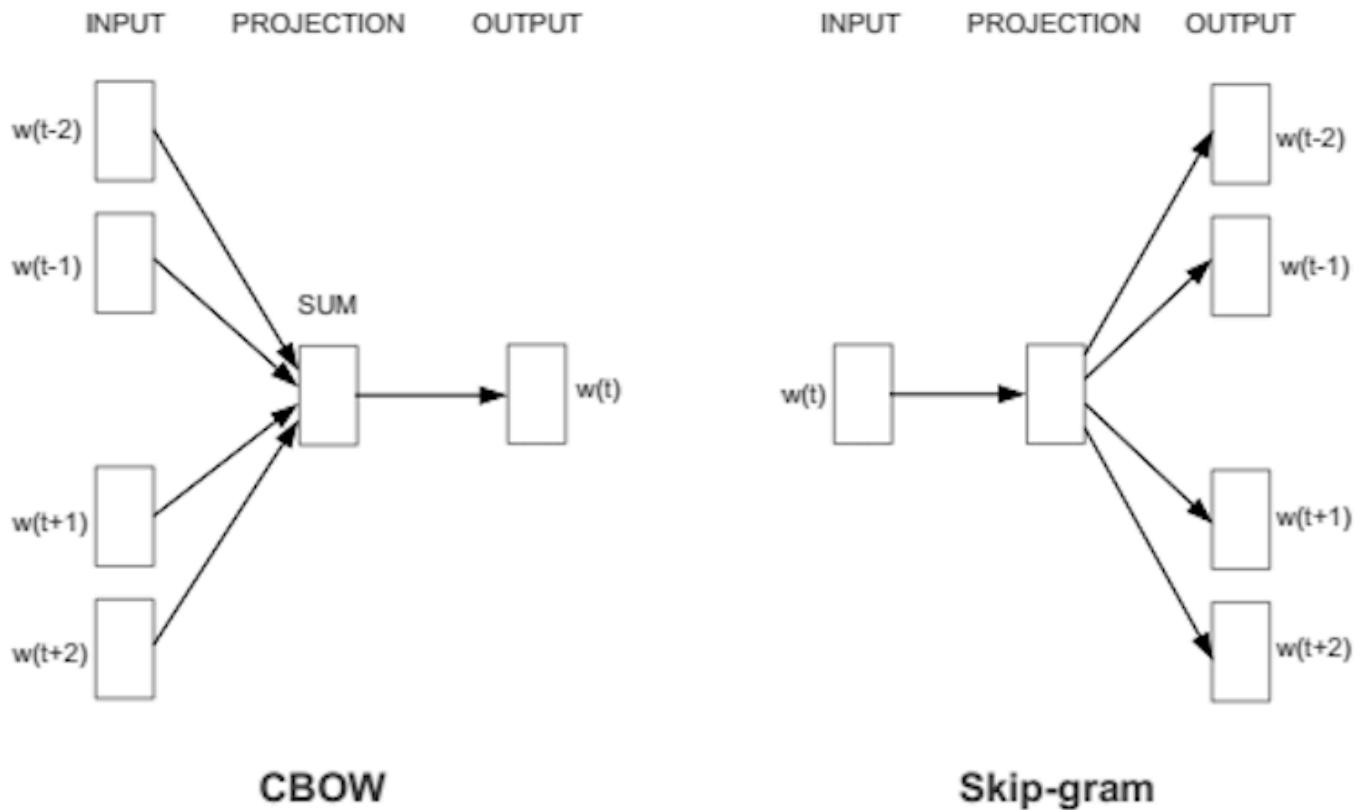 INPUT PROJECTION OUTPUT
w(t-2)
w(t-1)
SUM
w(t)
w(t+1)
w(t+2)
CBOW
INPUT PROJECTION OUTPUT
w(t-2)
w(t-1)
w(t)
w(t+1)
w(t+2)
Skip-gram